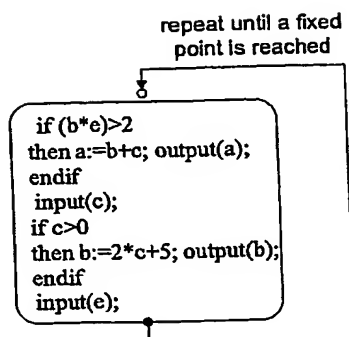 repeat until a fixed
point is reached
if (b*e)>2
then a:=b+c; output(a);
endif
input(c);
if c>0
then b:=2*c+5; output(b);
endif
input(e);